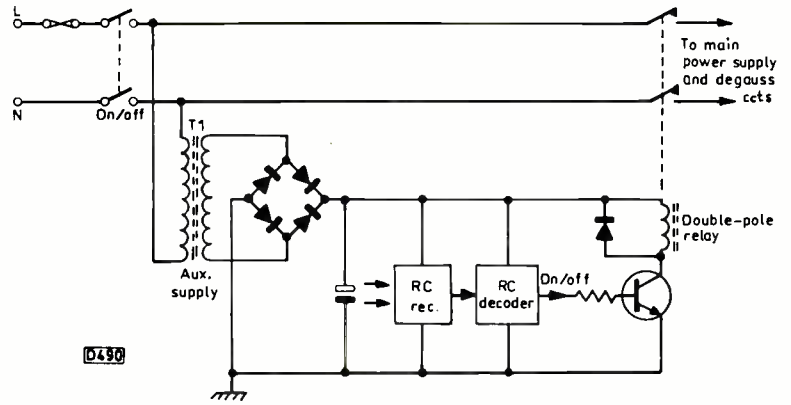 L
To main
power supply
and degauss
ccts
N
On/off
T1
Double-pole
relay
Aux.
supply
RC
rec.
RC
decoder
On/off
D490